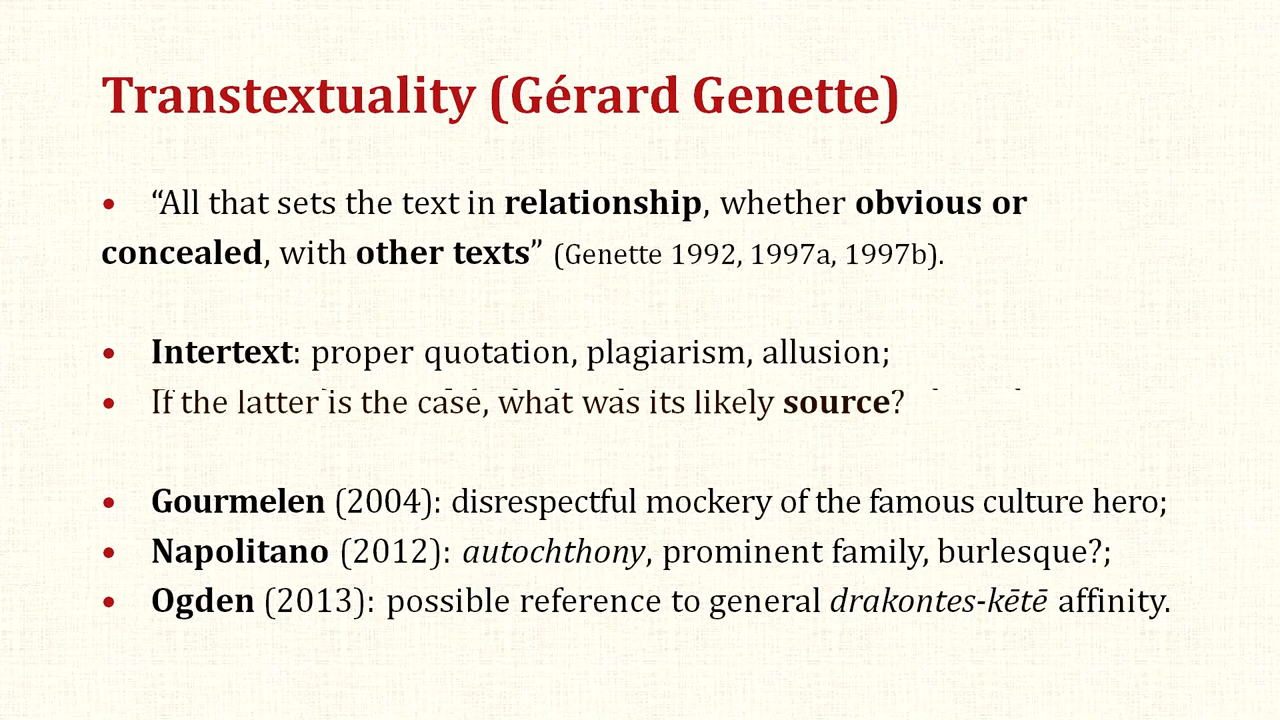 Transtextuality (Gérard Genette)
• “All that sets the text in relationship, whether obvious or
concealed, with other texts” (Genette 1992, 1997a, 1997b).
• Intertext: proper quotation, plagiarism, allusion;
• If the latter is the case, what was its likely source?
• Gourmelen (2004): disrespectful mockery of the famous culture hero;
• Napolitano (2012): autochthony, prominent family, burlesque?;
• Ogden (2013): possible reference to general drakontes-kētē affinity.